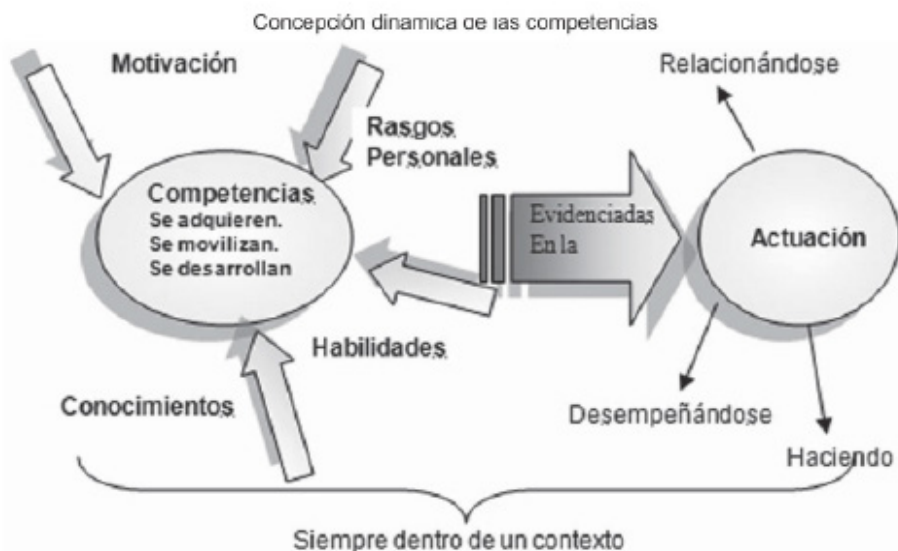 Concepción dinámica de las competencias
Motivación
Relacionándose
Rasgos
Personales
Competencias
Se adquieren.
Se movilizan.
Se desarrollan
Evidenciadas
En la
Actuación
Habilidades
Conocimientos
Desempeñándose
Haciendo
Siempre dentro de un contexto